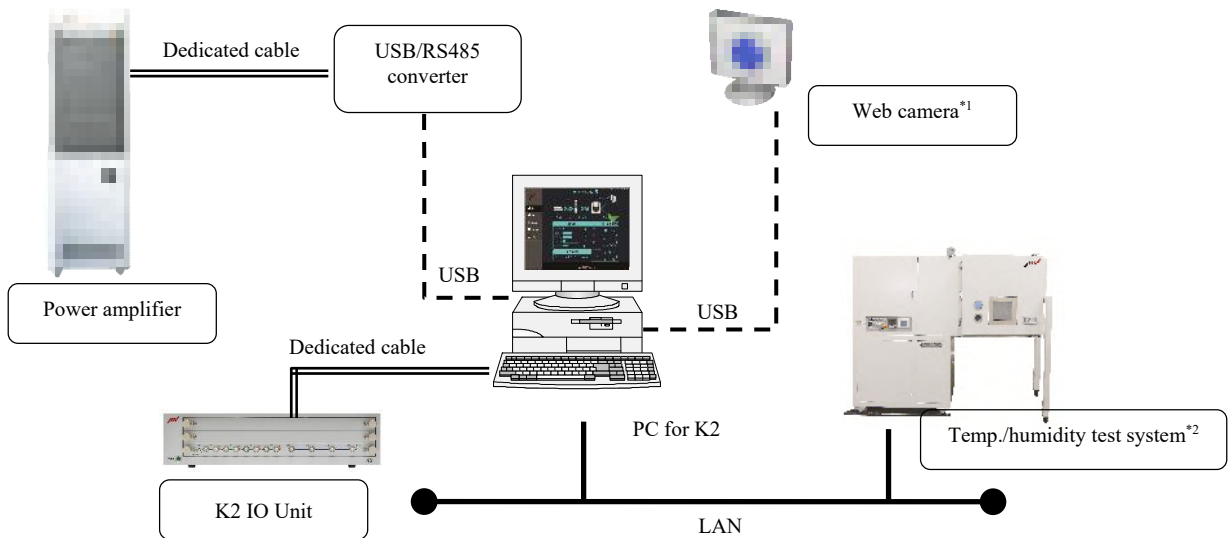 Dedicated cable
USB/RS485
converter
Web camera*1
USB
USB
Power amplifier
Dedicated cable
PC for K2
Temp./humidity test system*2
K2 IO Unit
LAN